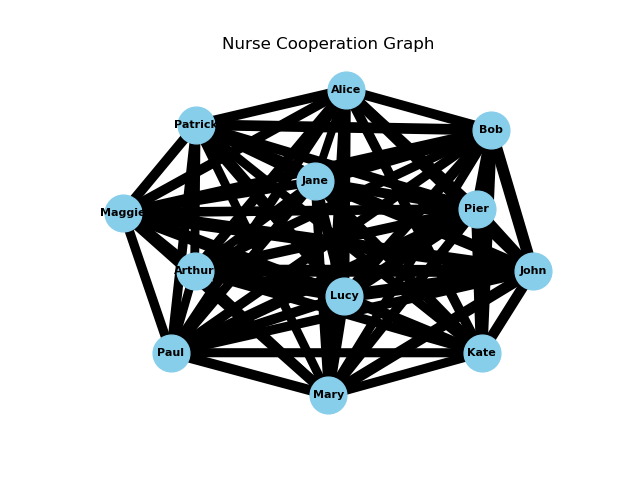 Nurse Cooperation Graph
Alice
Patrick
Bob
Jane
Pier
Maggie
Arthur
John
Lucy
Paul
Kate
Mary